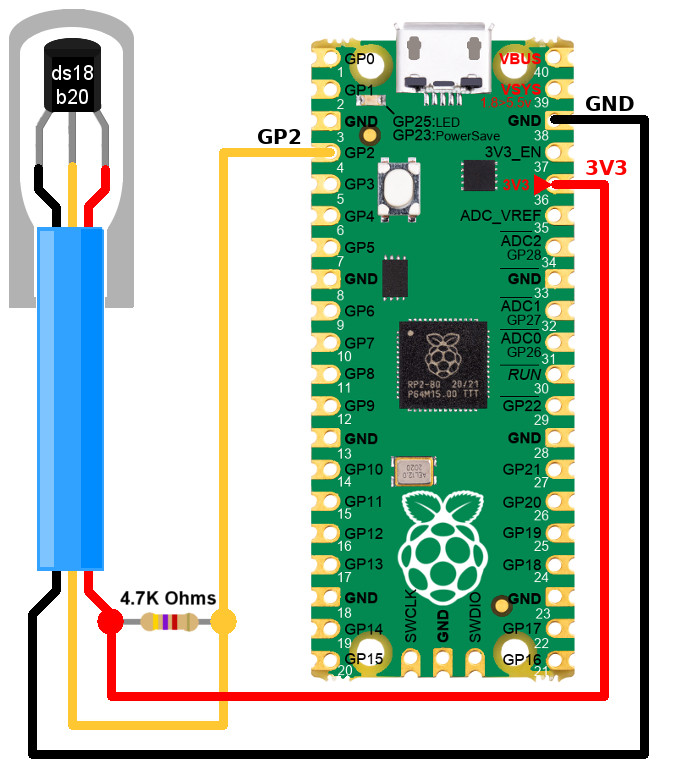 ds18
b20
GP2
4.7K Ohms
GND
3V3
GP0
1
GP1
2
GND
3
GP2
4
GP3
5
GP4
6
GP5
7
GND
8
GP6
9
GP7
10
GP8
11
GP9
12
GND
13
GP10
14
GP11
15
GP12
16
GP13
17
GND
18
GP14
19
GP15
20
GP25:LED
GP23:PowerSave
RP2-B0 20/21
P64M15.00 TTT
AEL12.0
2020
SWCLK
GND
SWDIO
VBUS
40
VSYS
1.8>5.5v
39
GND
38
3V3_EN
37
3V3
36
ADC_VREF
35
ADC2
GP28
34
GND
33
ADC1
GP27
32
ADC0
GP26
31
RUN
30
GP22
29
GND
28
GP21
27
GP20
26
GP19
25
GP18
24
GND
23
GP17
22
GP16
21